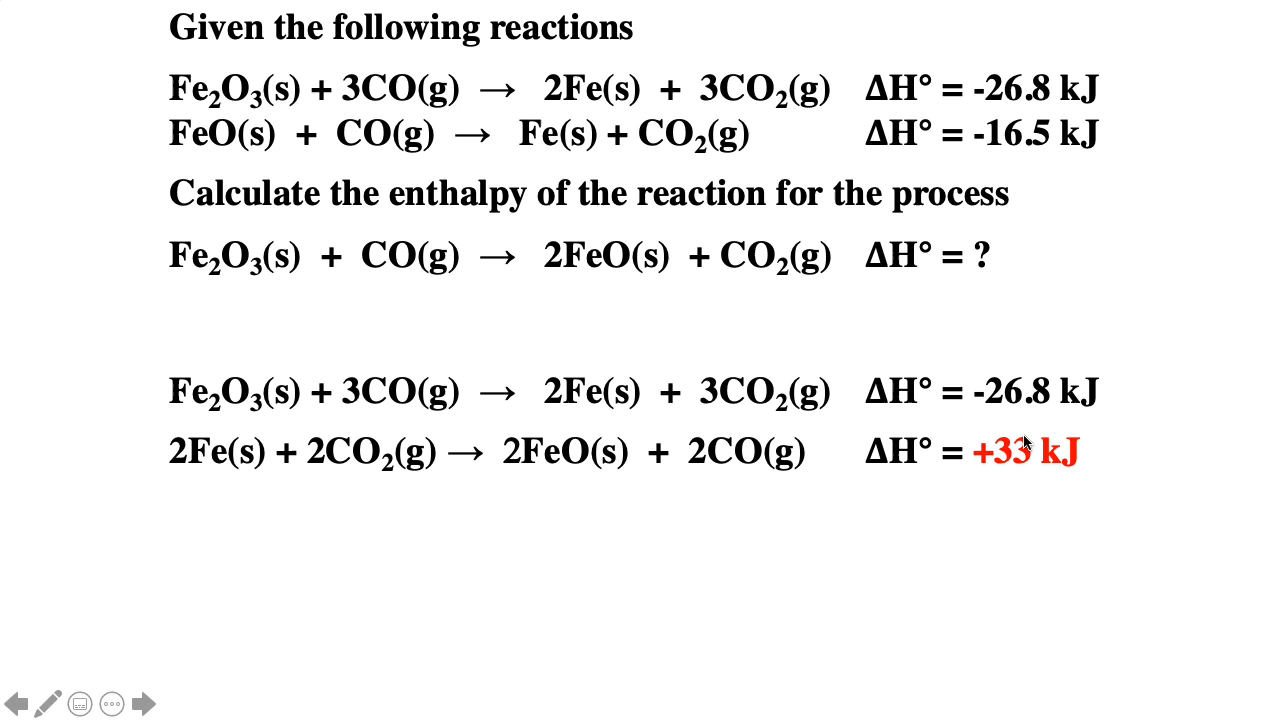 Given the following reactions
Fe₂O₃(s) + 3CO(g) → 2Fe(s) + 3CO₂(g) ΔH° = -26.8 kJ
FeO(s) + CO(g) → Fe(s) + CO₂(g) ΔH° = -16.5 kJ
Calculate the enthalpy of the reaction for the process
Fe₂O₃(s) + CO(g) → 2FeO(s) + CO₂(g) ΔH° = ?
Fe₂O₃(s) + 3CO(g) → 2Fe(s) + 3CO₂(g) ΔH° = -26.8 kJ
2Fe(s) + 2CO₂(g) → 2FeO(s) + 2CO(g) ΔH° = +33 kJ